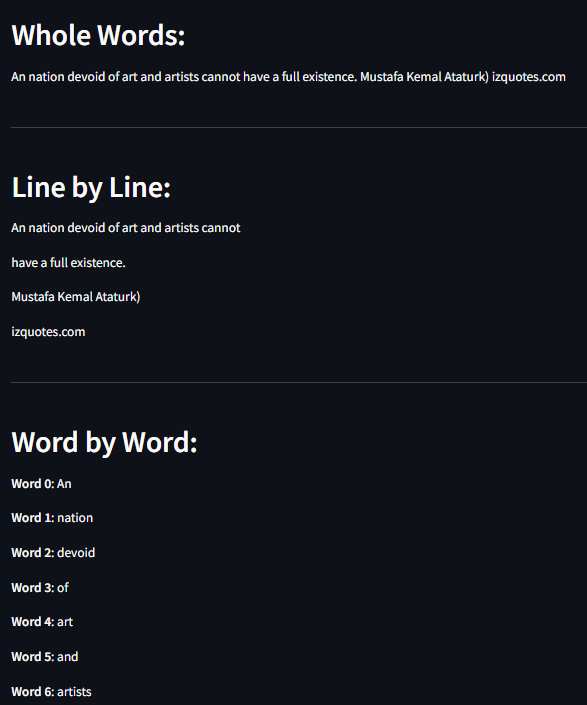 Whole Words:
An nation devoid of art and artists cannot have a full existence. Mustafa Kemal Ataturk) izquotes.com
Line by Line:
An nation devoid of art and artists cannot
have a full existence.
Mustafa Kemal Ataturk)
izquotes.com
Word by Word:
Word 0: An
Word 1: nation
Word 2: devoid
Word 3: of
Word 4: art
Word 5: and
Word 6: artists